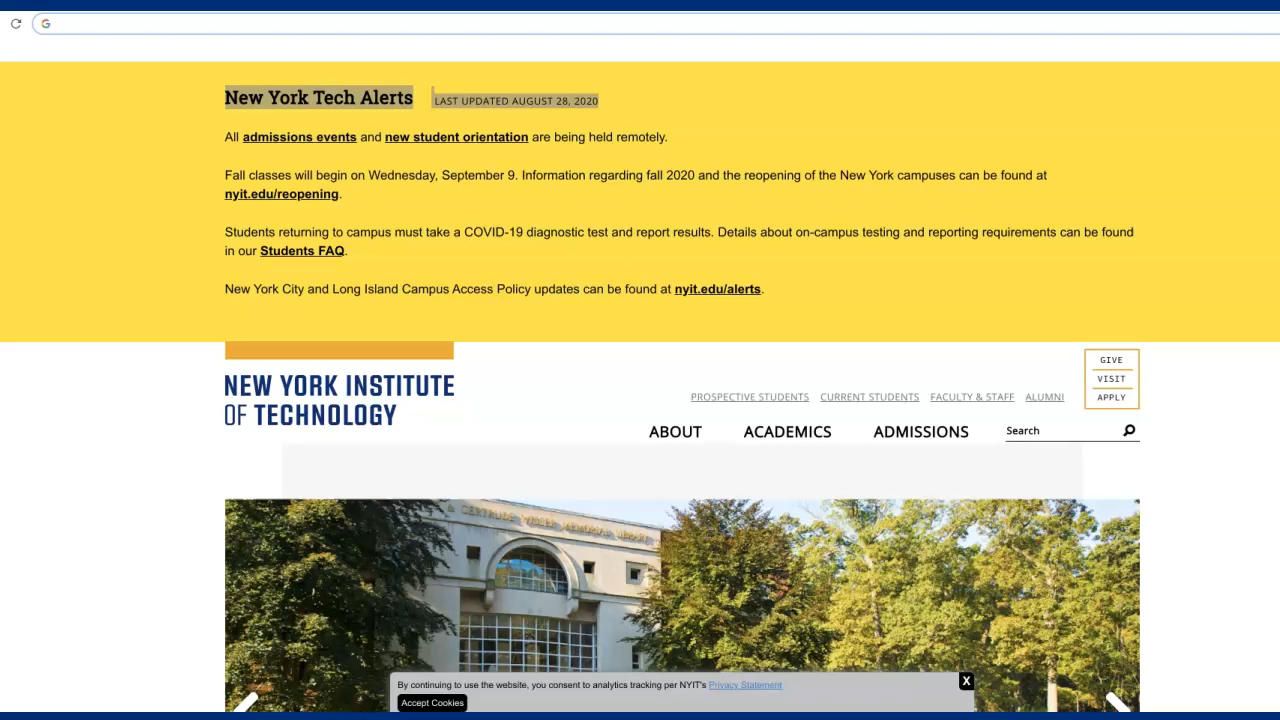 New York Tech Alerts LAST UPDATED AUGUST 28, 2020
All admissions events and new student orientation are being held remotely.
Fall classes will begin on Wednesday, September 9. Information regarding fall 2020 and the reopening of the New York campuses can be found at
nyit.edu/reopening.
Students returning to campus must take a COVID-19 diagnostic test and report results. Details about on-campus testing and reporting requirements can be found
in our Students FAQ.
New York City and Long Island Campus Access Policy updates can be found at nyit.edu/alerts.
GIVE
VISIT
APPLY
NEW YORK INSTITUTE
OF TECHNOLOGY
PROSPECTIVE STUDENTS CURRENT STUDENTS FACULTY & STAFF ALUMNI
ABOUT ACADEMICS ADMISSIONS Search
By continuing to use the website, you consent to analytics tracking per NYIT's Privacy Statement
X
Accept Cookies